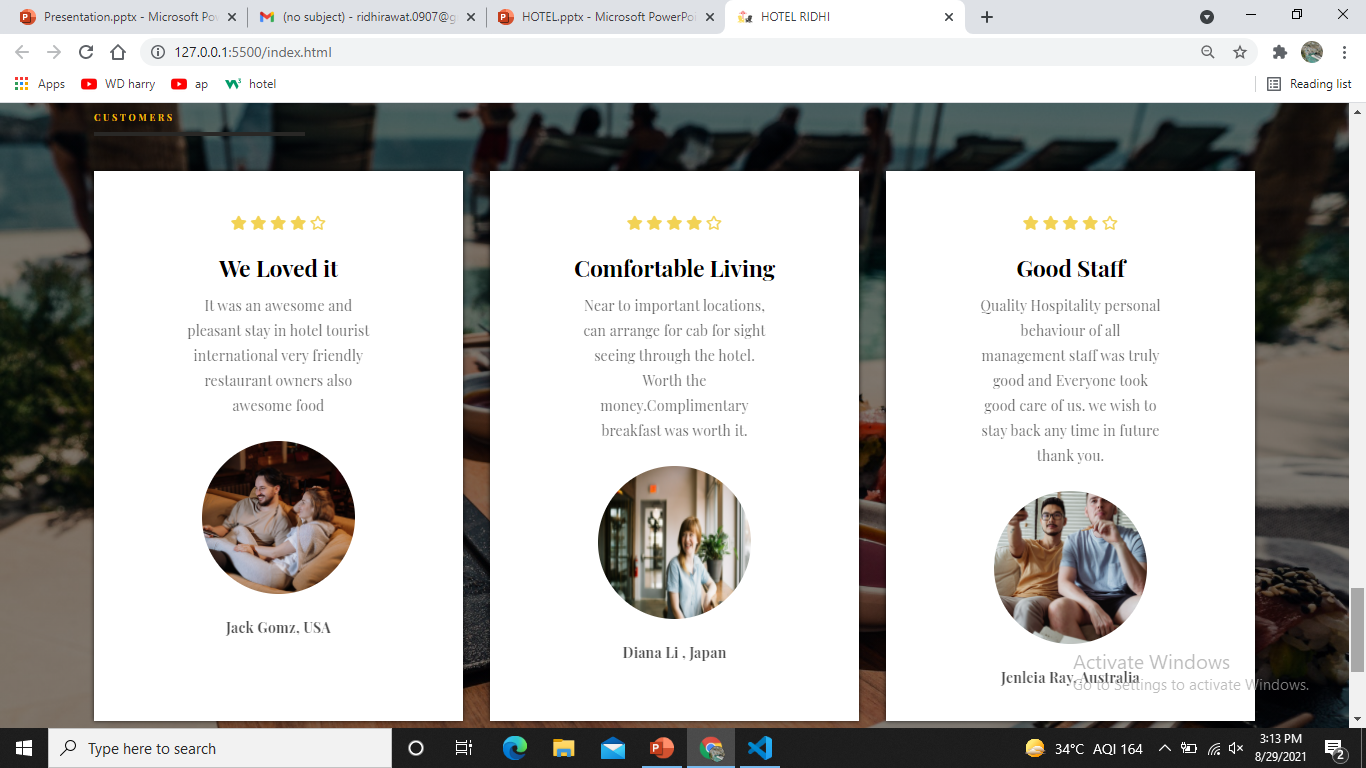 Presentation.pptx - Microsoft Po
(no subject) - ridhirawat.0907@g
HOTEL.pptx - Microsoft PowerPoi
HOTEL RIDHI
127.0.0.1:5500/index.html
Apps
WD harry
ap
hotel
Reading list
CUSTOMERS
We Loved it
It was an awesome and
pleasant stay in hotel tourist
international very friendly
restaurant owners also
awesome food
Jack Gomz, USA
Comfortable Living
Near to important locations,
can arrange for cab for sight
seeing through the hotel.
Worth the
money.Complimentary
breakfast was worth it.
Diana Li , Japan
Good Staff
Quality Hospitality personal
behaviour of all
management staff was truly
good and Everyone took
good care of us. we wish to
stay back any time in future
thank you.
Jenleia Ray, Australia
Activate Windows
Go to Settings to activate Windows.
Type here to search
34°C AQI 164
3:13 PM
8/29/2021
2